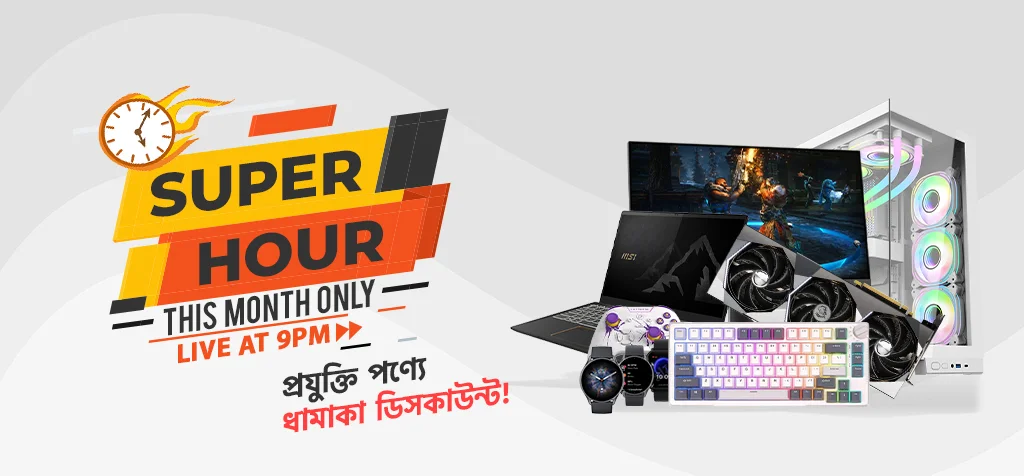 SUPER
HOUR
THIS MONTH ONLY
LIVE AT 9PM
প্রযুক্তি পণ্যে
ধামাকা ডিসকাউন্ট!
msi